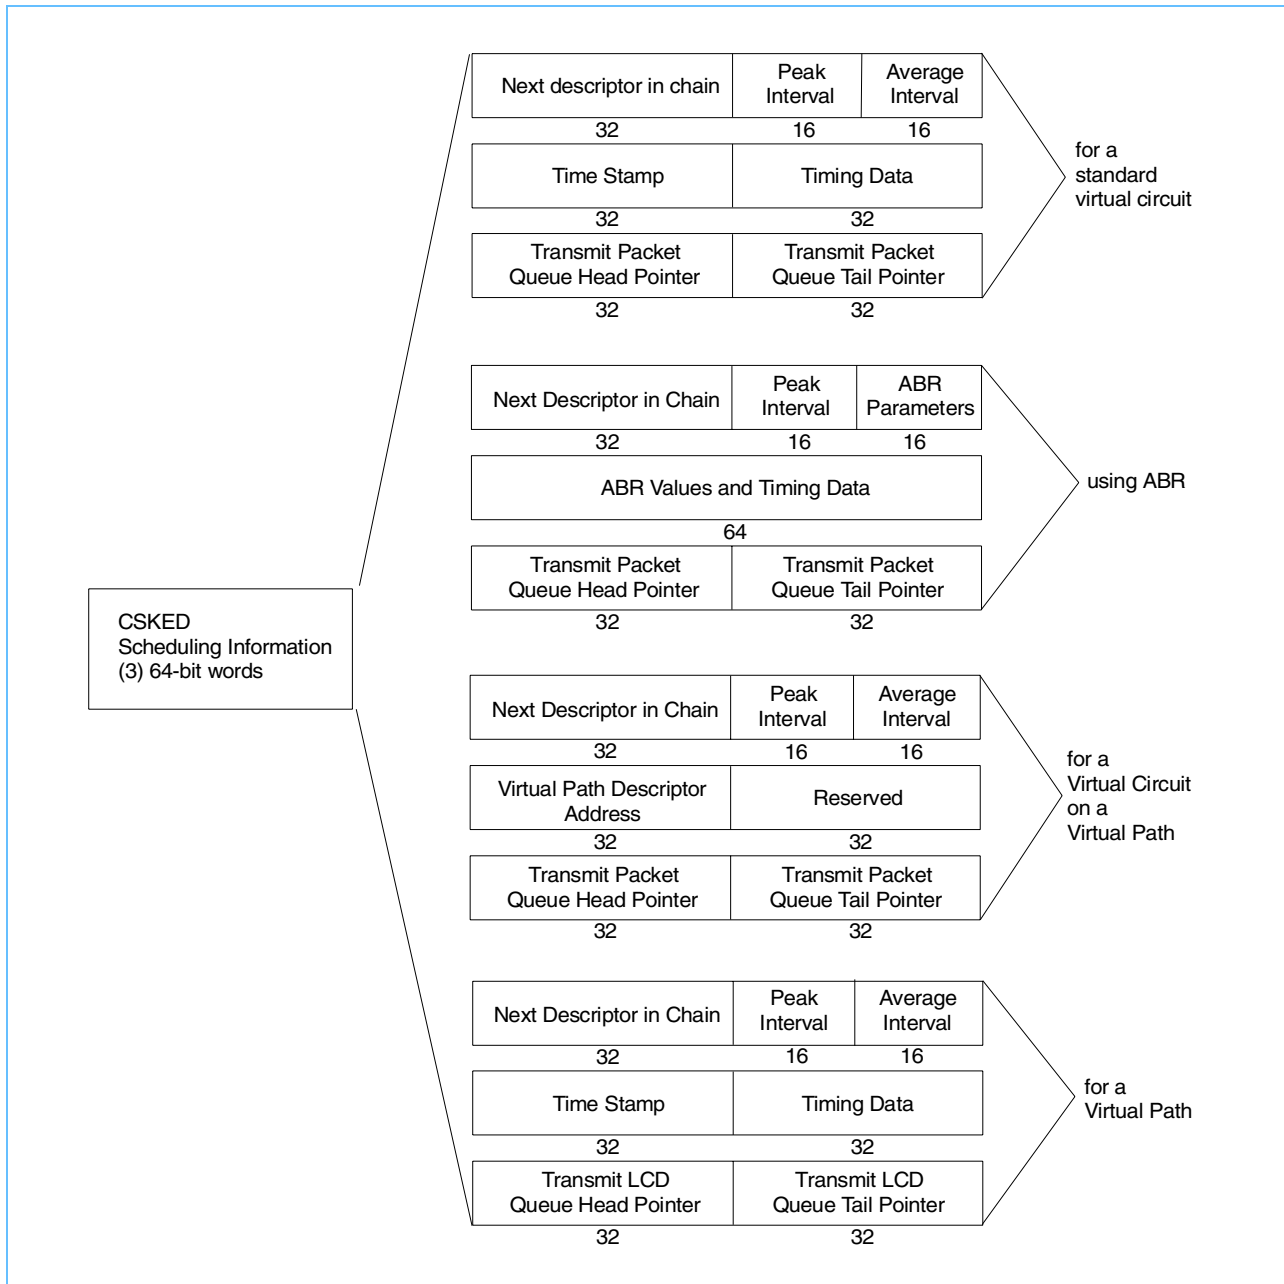 Next descriptor in chain
Peak
Interval
Average
Interval
32
16
16
Time Stamp
Timing Data
32
32
Transmit Packet
Queue Head Pointer
Transmit Packet
Queue Tail Pointer
32
32
for a
standard
virtual circuit
Next Descriptor in Chain
Peak
Interval
ABR
Parameters
32
16
16
ABR Values and Timing Data
64
Transmit Packet
Queue Head Pointer
Transmit Packet
Queue Tail Pointer
32
32
using ABR
CSKED
Scheduling Information
(3) 64-bit words
Next Descriptor in Chain
Peak
Interval
Average
Interval
32
16
16
Virtual Path Descriptor
Address
Reserved
32
32
Transmit Packet
Queue Head Pointer
Transmit Packet
Queue Tail Pointer
32
32
for a
Virtual Circuit
on a
Virtual Path
Next Descriptor in Chain
Peak
Interval
Average
Interval
32
16
16
Time Stamp
Timing Data
32
32
Transmit LCD
Queue Head Pointer
Transmit LCD
Queue Tail Pointer
32
32
for a
Virtual Path